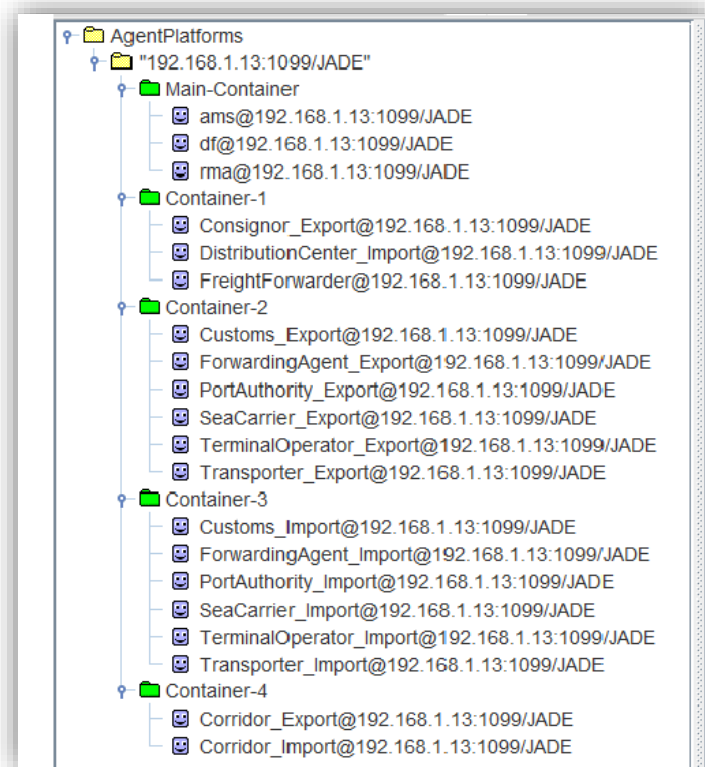 AgentPlatforms
"192.168.1.13:1099/JADE"
Main-Container
ams@192.168.1.13:1099/JADE
df@192.168.1.13:1099/JADE
rma@192.168.1.13:1099/JADE
Container-1
Consignor_Export@192.168.1.13:1099/JADE
DistributionCenter_Import@192.168.1.13:1099/JADE
FreightForwarder@192.168.1.13:1099/JADE
Container-2
Customs_Export@192.168.1.13:1099/JADE
ForwardingAgent_Export@192.168.1.13:1099/JADE
PortAuthority_Export@192.168.1.13:1099/JADE
SeaCarrier_Export@192.168.1.13:1099/JADE
TerminalOperator_Export@192.168.1.13:1099/JADE
Transporter_Export@192.168.1.13:1099/JADE
Container-3
Customs_Import@192.168.1.13:1099/JADE
ForwardingAgent_Import@192.168.1.13:1099/JADE
PortAuthority_Import@192.168.1.13:1099/JADE
SeaCarrier_Import@192.168.1.13:1099/JADE
TerminalOperator_Import@192.168.1.13:1099/JADE
Transporter_Import@192.168.1.13:1099/JADE
Container-4
Corridor_Export@192.168.1.13:1099/JADE
Corridor_Import@192.168.1.13:1099/JADE